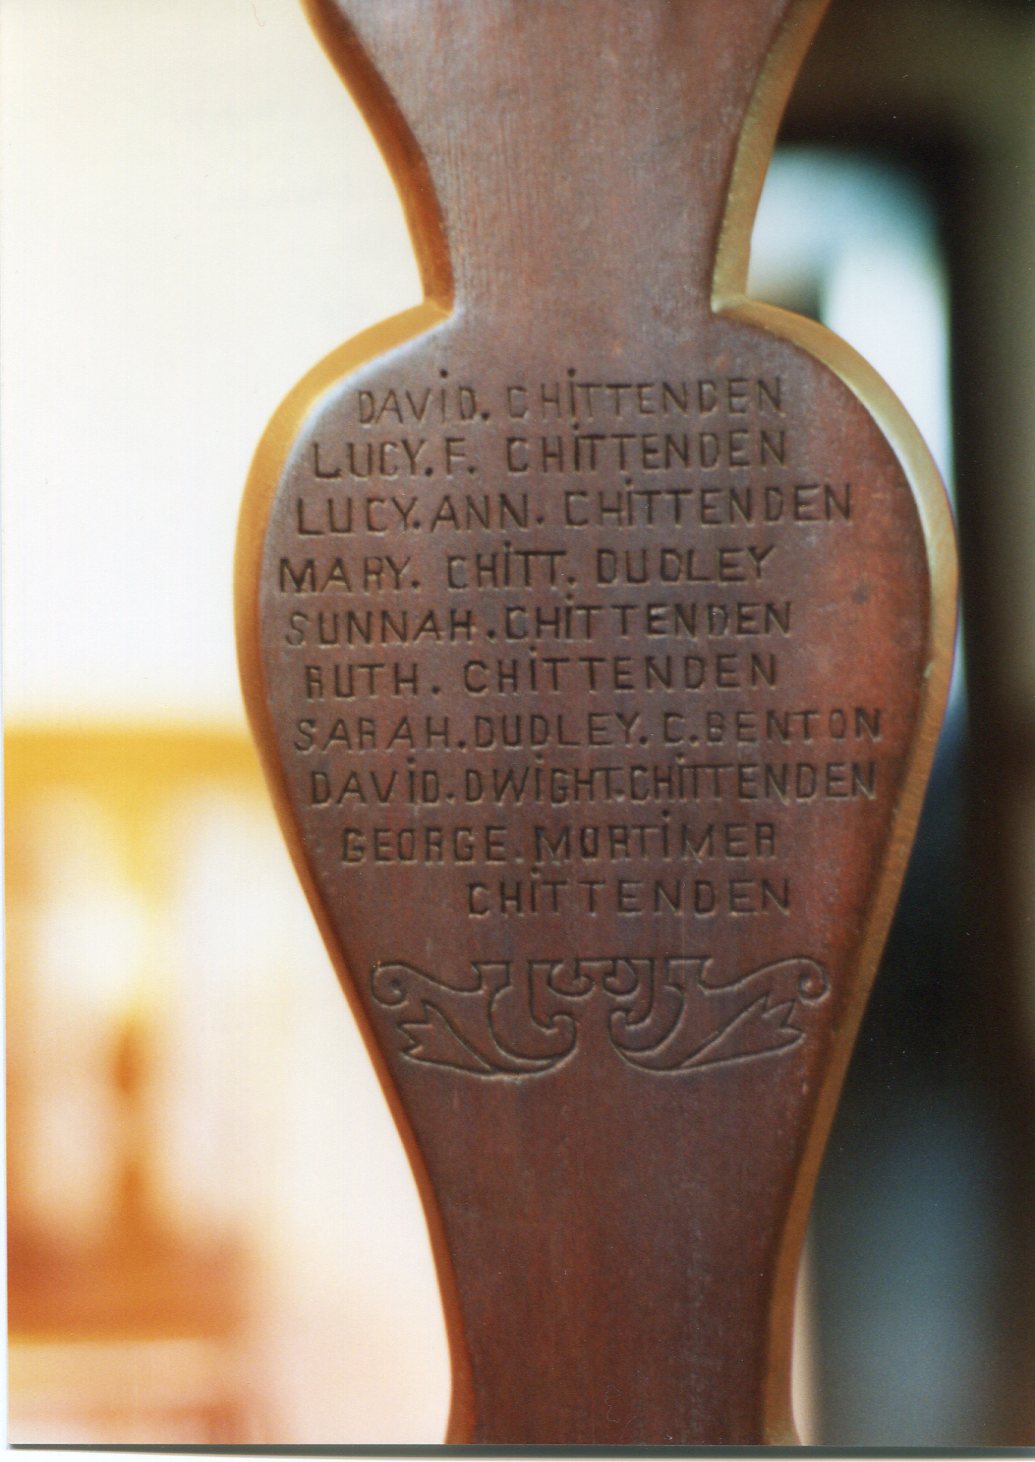 DAVID. CHITTENDEN
LUCY. F. CHITTENDEN
LUCY. ANN. CHITTENDEN
MARY. CHITT. DUDLEY
SUNNAH. CHITTENDEN
RUTH. CHITTENDEN
SARAH. DUDLEY. C. BENTON
DAVID. DWIGHT. CHITTENDEN
GEORGE. MORTIMER
CHITTENDEN